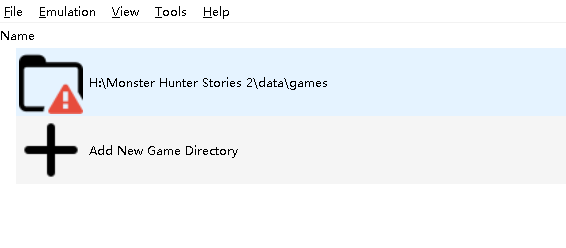 File Emulation View Tools Help
Name
H:\Monster Hunter Stories 2\data\games
Add New Game Directory